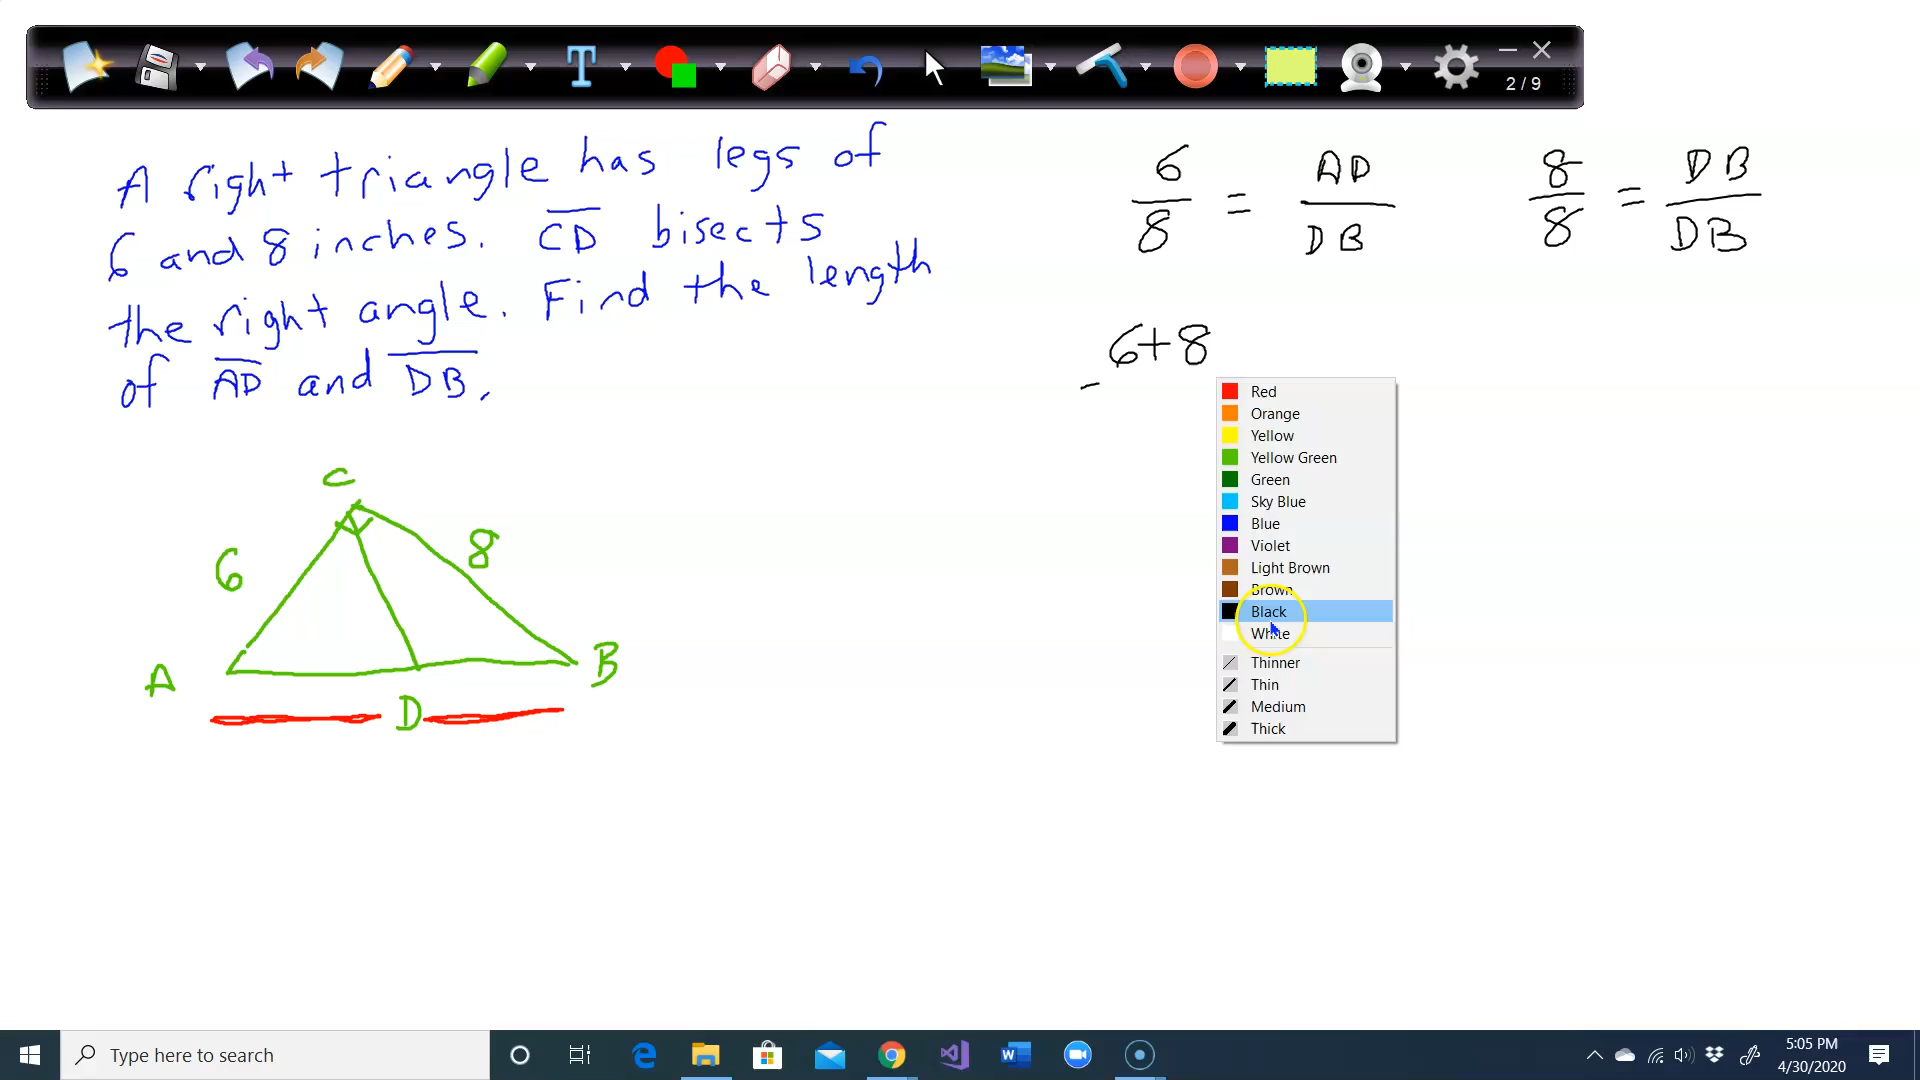 2 / 9
A right triangle has legs of
6 and 8 inches. CD bisects
the right angle. Find the length
of AD and DB.
6/8 = AD/DB
8/8 = DB/DB
6+8
Red
Orange
Yellow
Yellow Green
Green
Sky Blue
Blue
Violet
Light Brown
Brown
Black
White
Thinner
Thin
Medium
Thick
C
6
8
A
B
D
Type here to search
5:05 PM
4/30/2020